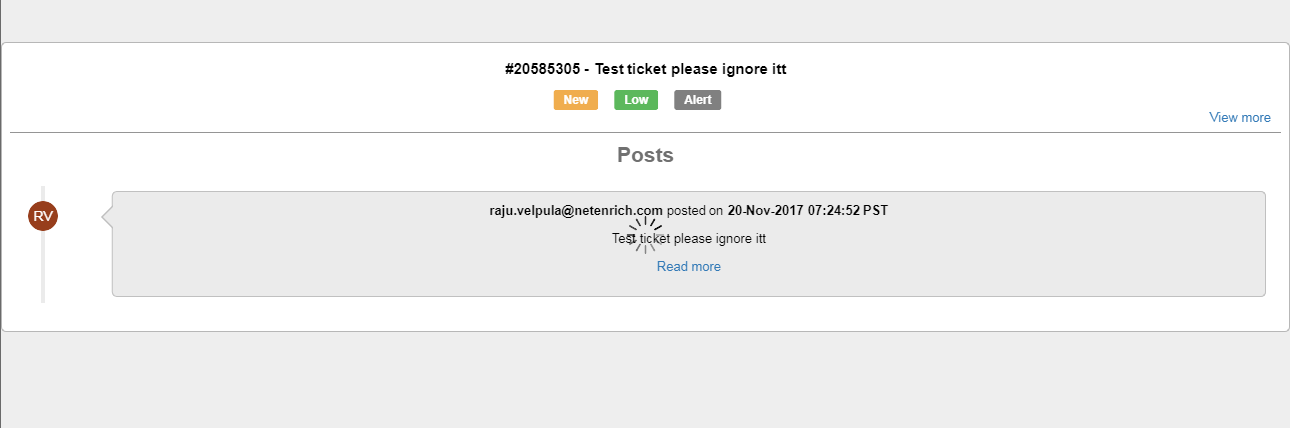 #20585305 - Test ticket please ignore itt
New Low Alert
View more
Posts
RV
raju.velpula@netenrich.com posted on 20-Nov-2017 07:24:52 PST
Test ticket please ignore itt
Read more